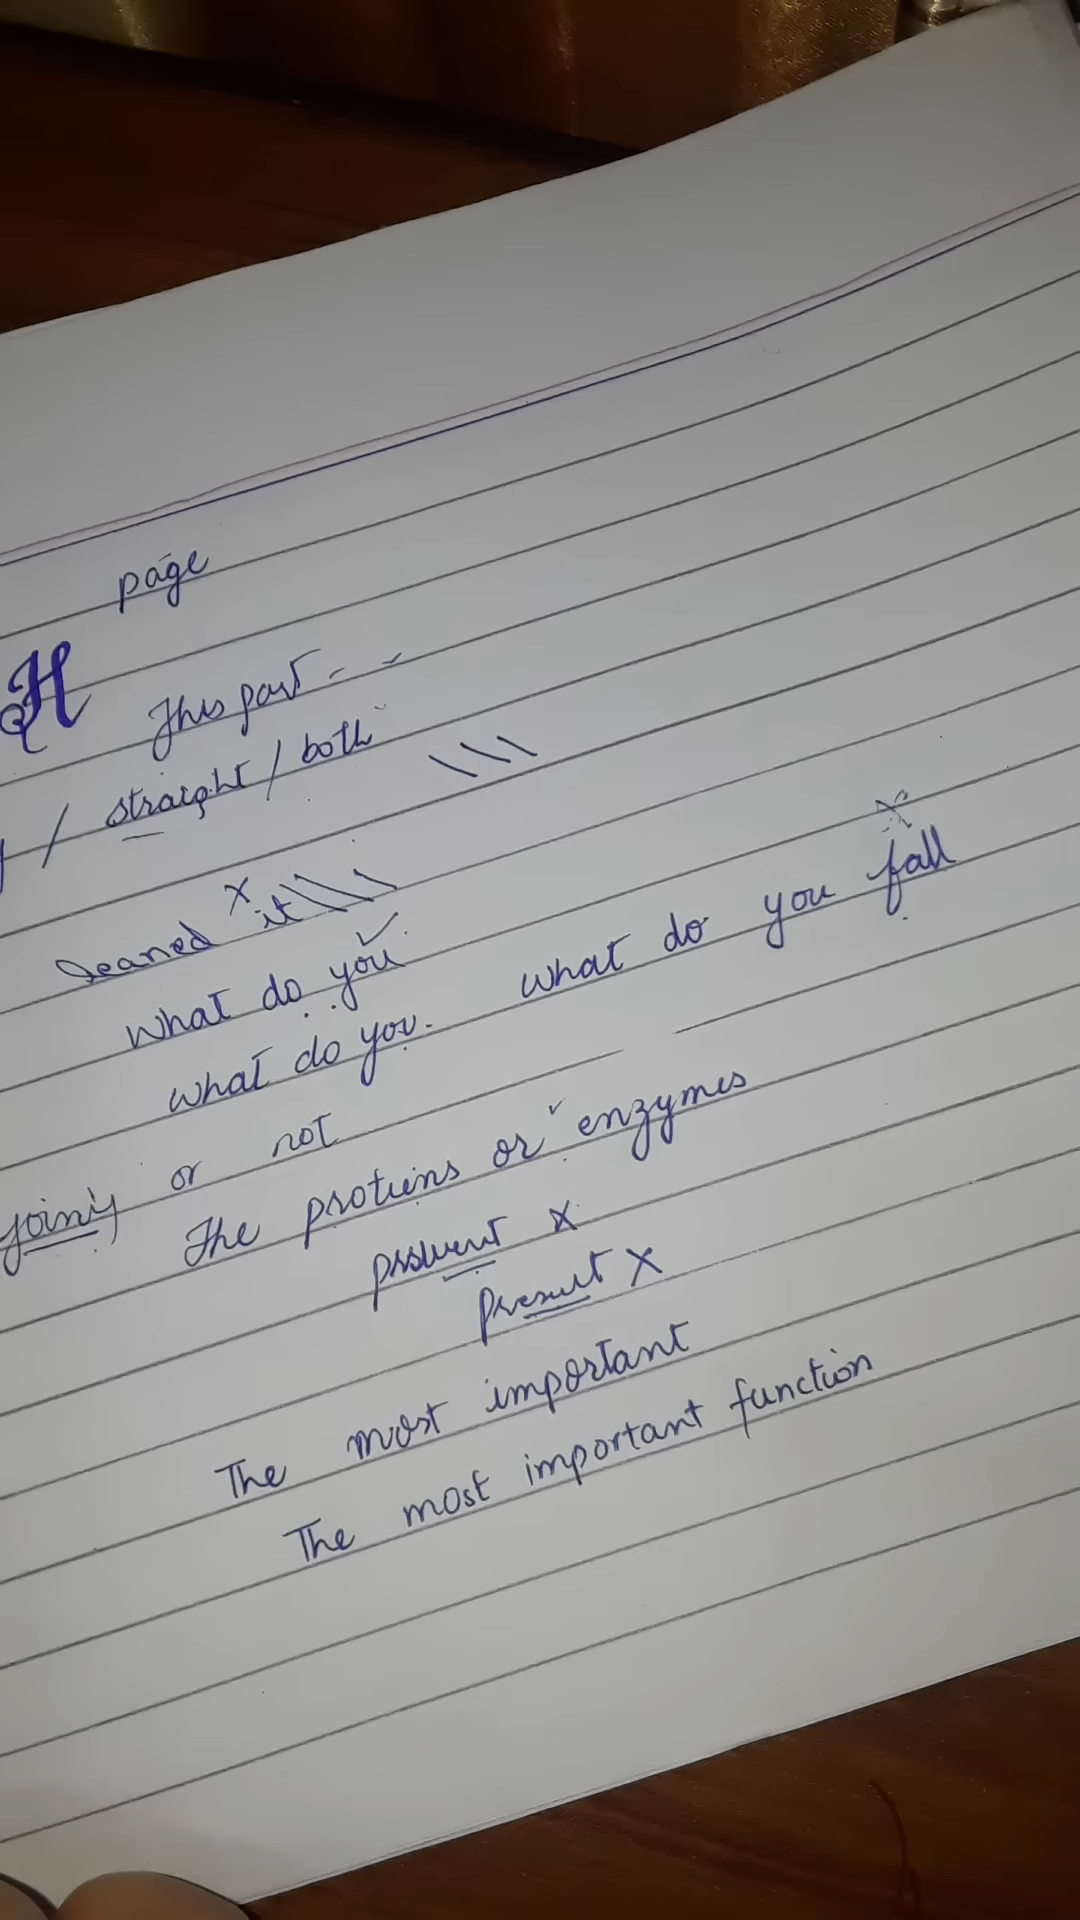 page
H This part - -
/ straight / both \\\
leaned it \\\\
What do you
What do you. what do you fall
joining or not
The protiens or enzymes
present
Present
The most important
The most important function